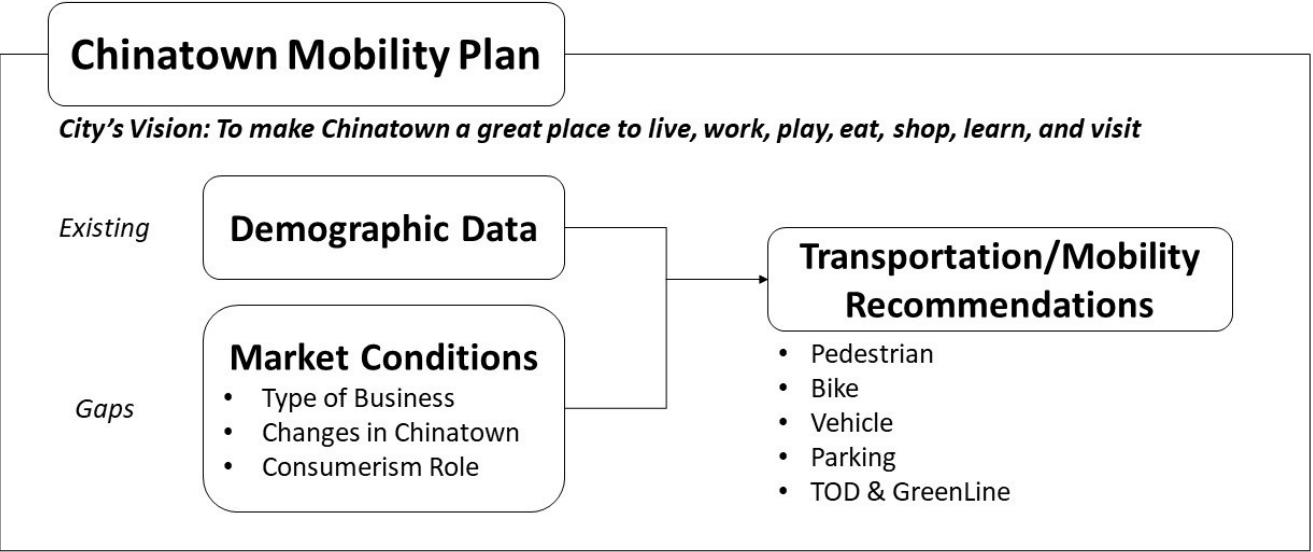 Chinatown Mobility Plan
City's Vision: To make Chinatown a great place to live, work, play, eat, shop, learn, and visit
Existing
Demographic Data
Gaps
Market Conditions
• Type of Business
• Changes in Chinatown
• Consumerism Role
Transportation/Mobility
Recommendations
• Pedestrian
• Bike
• Vehicle
• Parking
• TOD & GreenLine